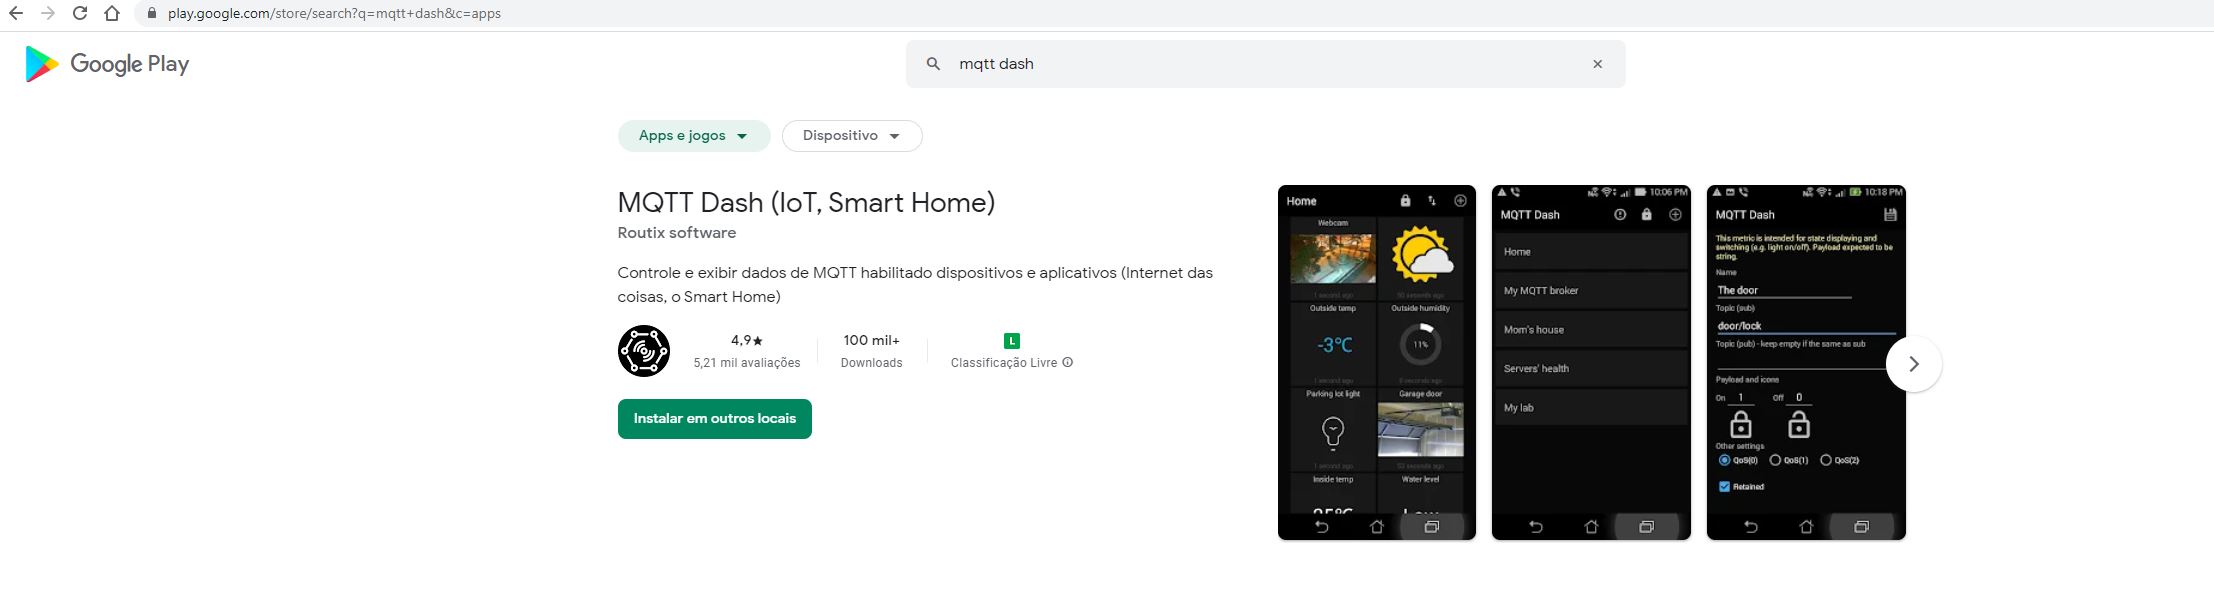 play.google.com/store/search?q=mqtt+dash&c=apps
Google Play
mqtt dash
Apps e jogos
Dispositivo
MQTT Dash (IoT, Smart Home)
Routix software
Controle e exibir dados de MQTT habilitado dispositivos e aplicativos (Internet das
coisas, o Smart Home)
4,9★
5,21 mil avaliações
100 mil+
Downloads
L
Classificação Livre
Instalar em outros locais
Home
Webcam
1 second ago
50 seconds ago
Outside temp
Outside humidity
-3°C
11%
1 second ago
Parking lot light
Garage door
1 second ago
53 seconds ago
Inside temp
Water level
10:06 PM
MQTT Dash
Home
My MQTT broker
Mom's house
Servers' health
My lab
10:18 PM
MQTT Dash
This metric is intended for state displaying and
switching (e.g. light on/off). Payload expected to be
string.
Name
The door
Topic (sub)
door/lock
Topic (pub) - keep empty if the same as sub
Payload and icons
On 1 Off 0
Other settings
QoS(0) QoS(1) QoS(2)
Retained